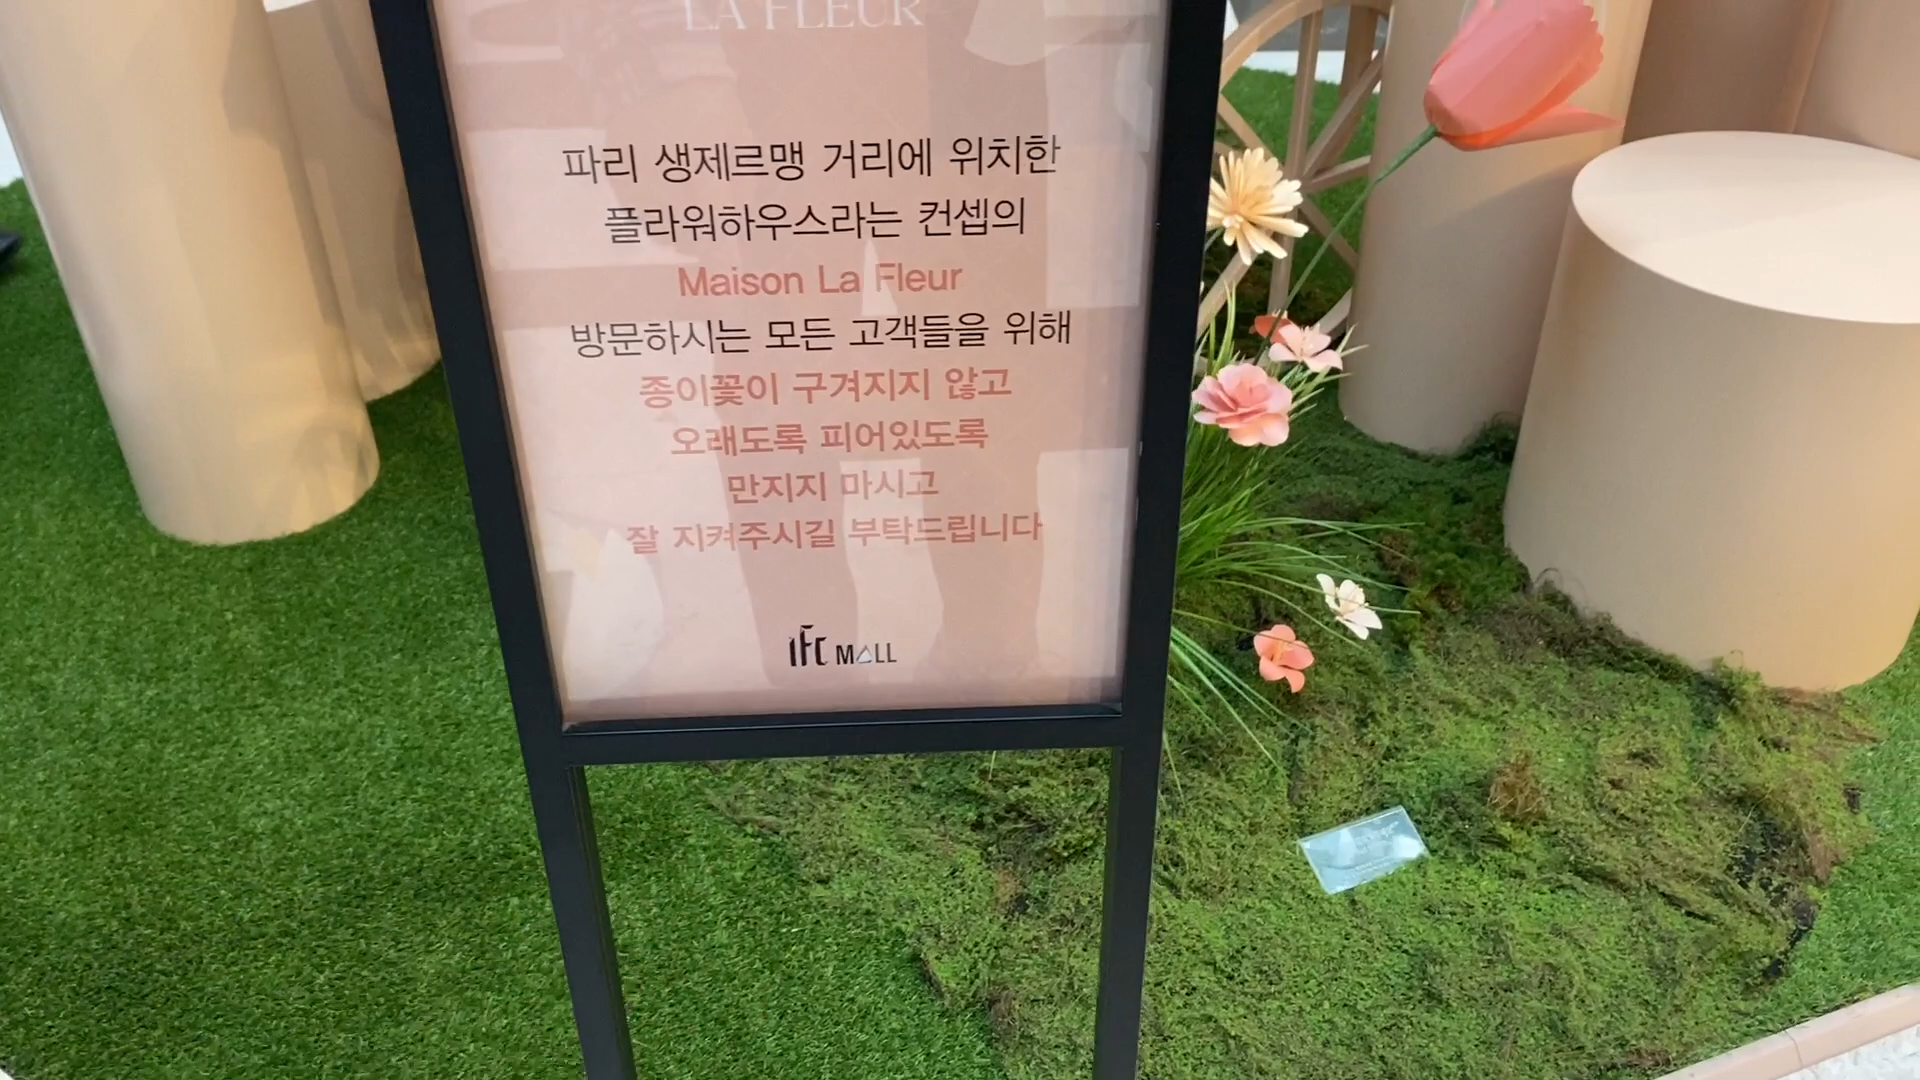 LA FLEUR
파리 생제르맹 거리에 위치한
플라워하우스라는 컨셉의
Maison La Fleur
방문하시는 모든 고객들을 위해
종이꽃이 구겨지지 않고
오래도록 피어있도록
만지지 마시고
잘 지켜주시길 부탁드립니다
IFC MALL